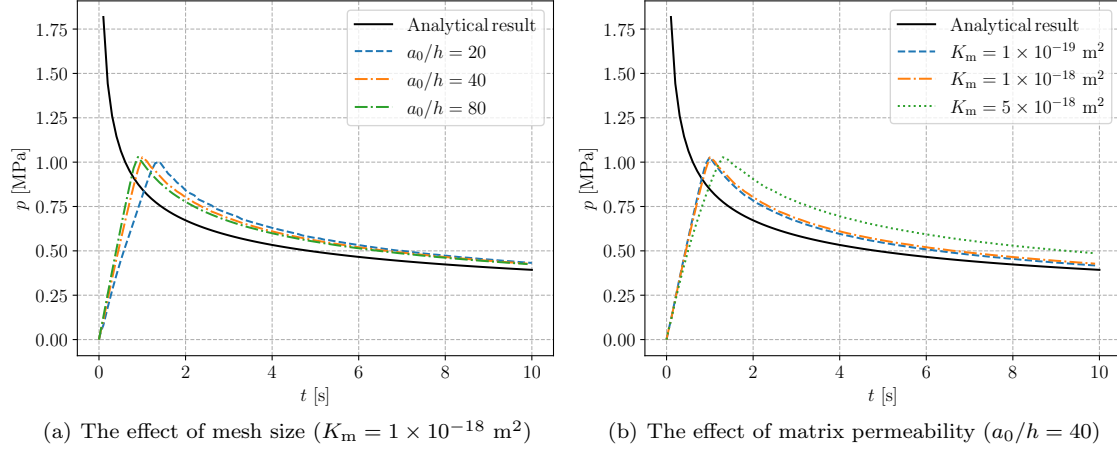 Analytical result
a₀/h = 20
a₀/h = 40
a₀/h = 80
1.75
1.50
1.25
1.00
0.75
0.50
0.25
0.00
p [MPa]
0 2 4 6 8 10
t [s]
(a) The effect of mesh size (Kₘ = 1 × 10⁻¹⁸ m²)
Analytical result
Kₘ = 1 × 10⁻¹⁹ m²
Kₘ = 1 × 10⁻¹⁸ m²
Kₘ = 5 × 10⁻¹⁸ m²
1.75
1.50
1.25
1.00
0.75
0.50
0.25
0.00
p [MPa]
0 2 4 6 8 10
t [s]
(b) The effect of matrix permeability (a₀/h = 40)